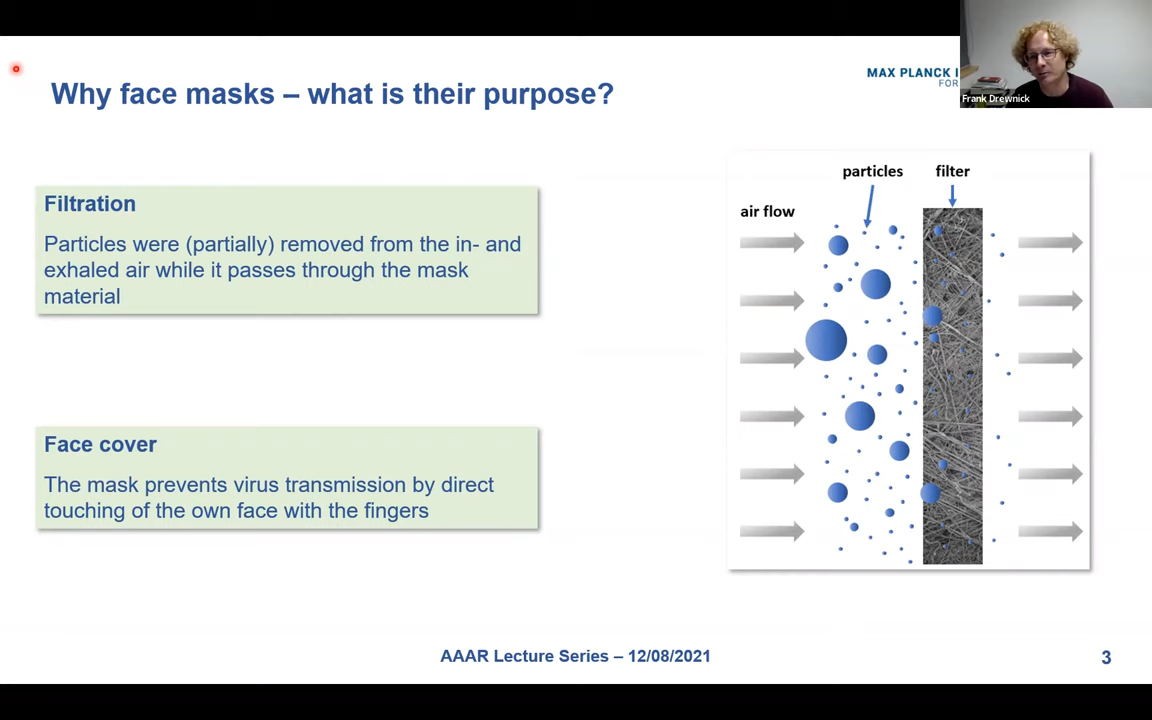 Why face masks – what is their purpose?
MAX PLANCK I
FOR
Frank Drewnick
Filtration
Particles were (partially) removed from the in- and
exhaled air while it passes through the mask
material
Face cover
The mask prevents virus transmission by direct
touching of the own face with the fingers
particles
filter
air flow
AAAR Lecture Series – 12/08/2021
3